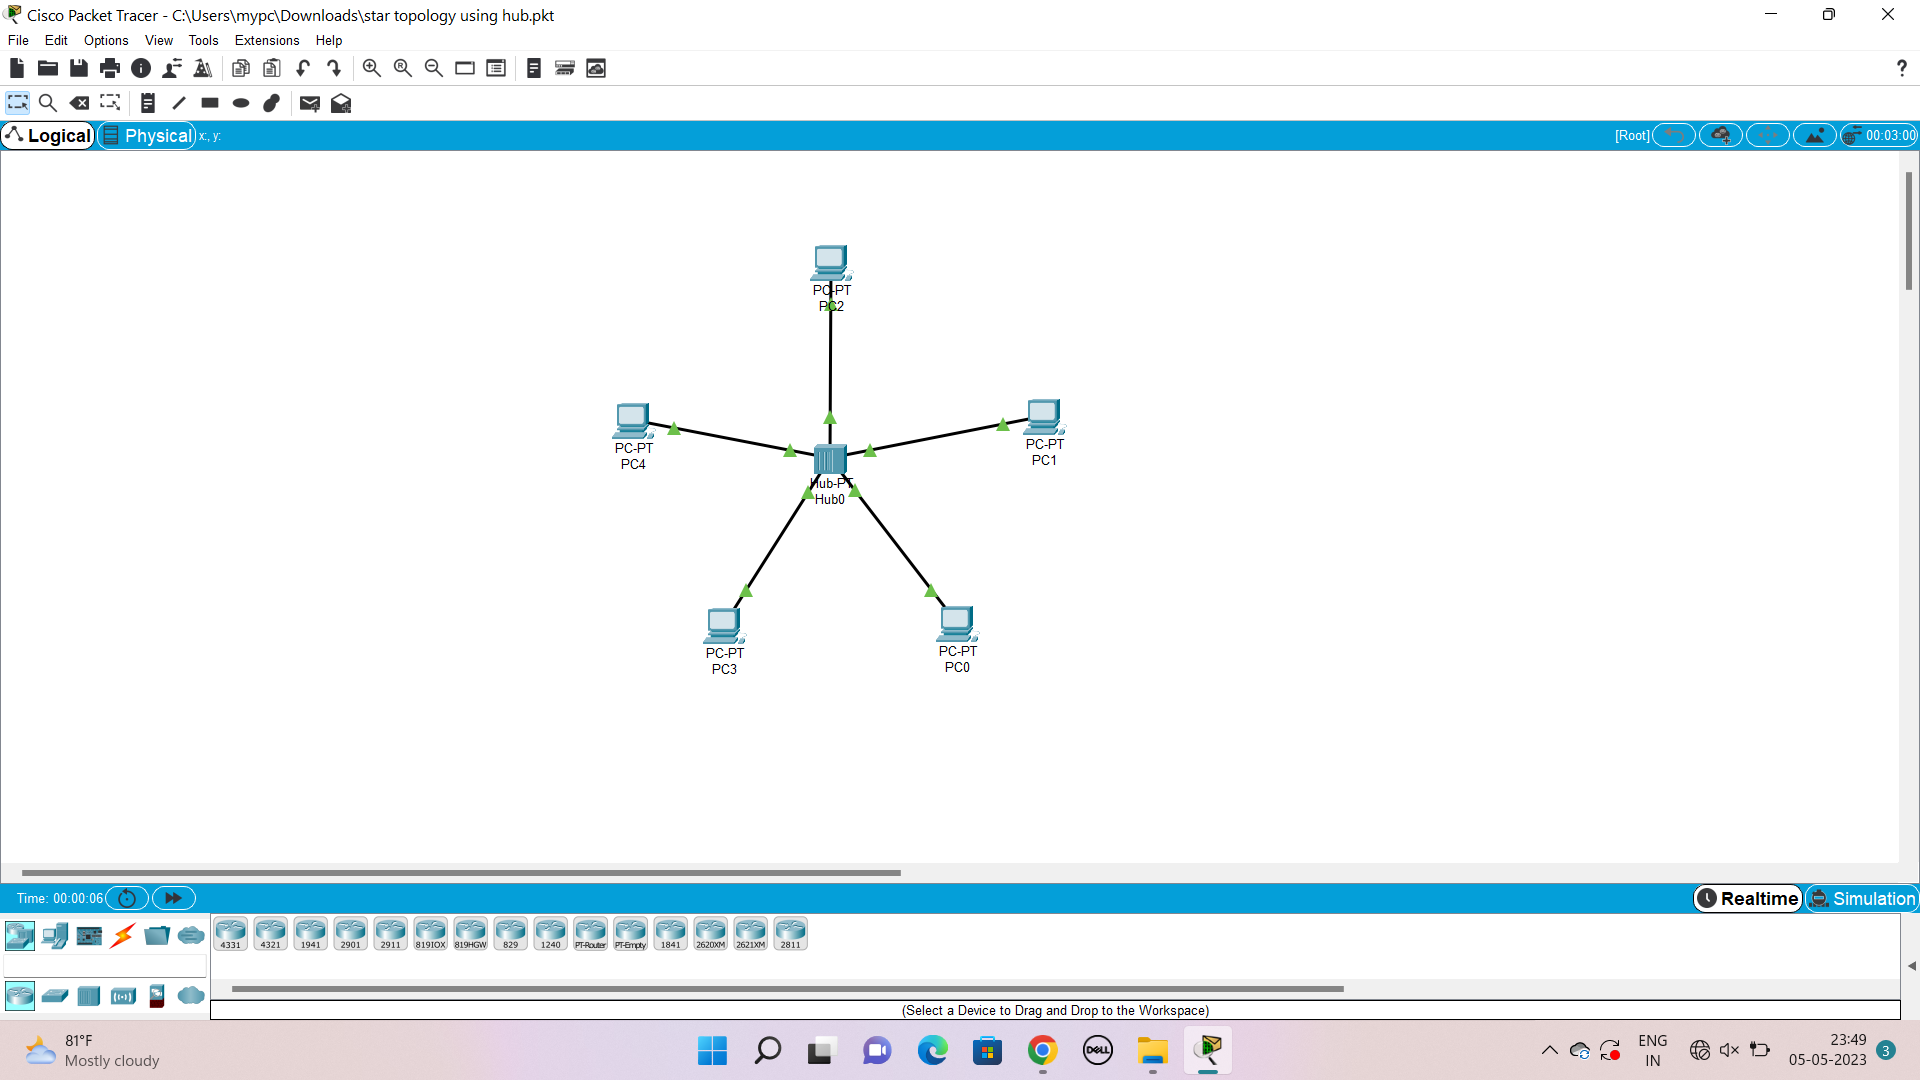 Cisco Packet Tracer - C:\Users\mypc\Downloads\star topology using hub.pkt
File Edit Options View Tools Extensions Help
?
Logical Physical x:, y: [Root] 00:03:00
PC-PT
PC2
PC-PT
PC4
PC-PT
PC1
Hub-PT
Hub0
PC-PT
PC3
PC-PT
PC0
Time: 00:00:06 Realtime Simulation
4331 4321 1941 2901 2911 819IOX 819HGW 829 1240 PT-Router PT-Empty 1841 2620XM 2621XM 2811
(Select a Device to Drag and Drop to the Workspace)
81°F
Mostly cloudy
DELL
ENG
IN
23:49
05-05-2023
3